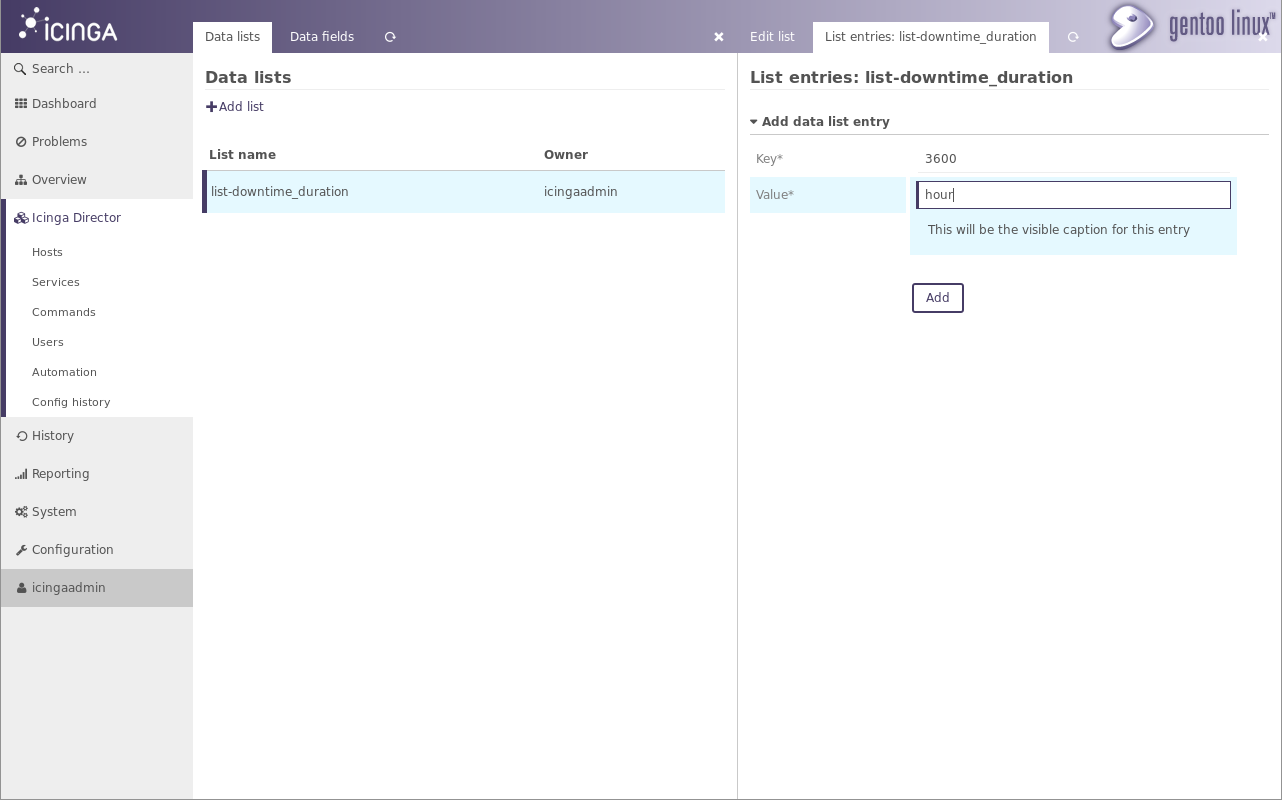 ICINGA
Data lists
Data fields
Edit list
List entries: list-downtime_duration
gentoo linux™
Search ...
Dashboard
Problems
Overview
Icinga Director
Hosts
Services
Commands
Users
Automation
Config history
History
Reporting
System
Configuration
icingaadmin
Data lists
Add list
List name Owner
list-downtime_duration icingaadmin
List entries: list-downtime_duration
Add data list entry
Key* 3600
Value* hour
This will be the visible caption for this entry
Add